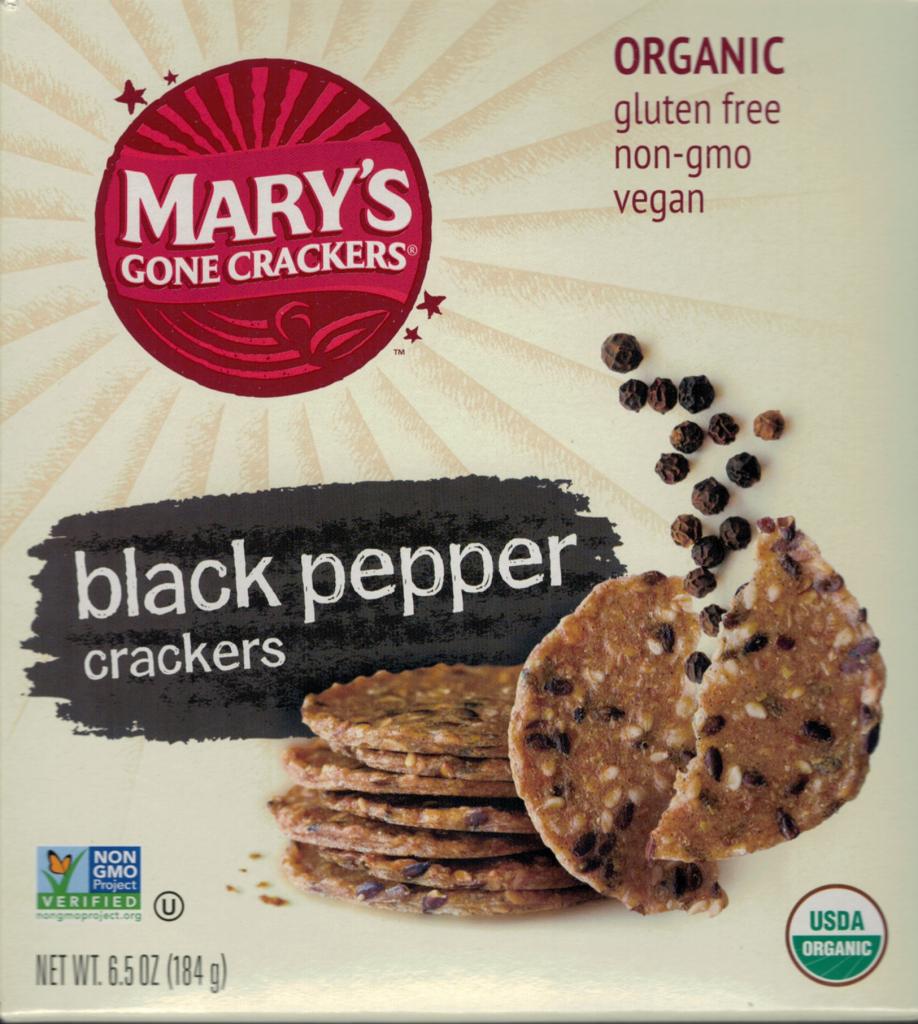 ORGANIC
gluten free
non-gmo
vegan
MARY'S
GONE CRACKERS®
TM
black pepper
crackers
NON
GMO
Project
VERIFIED
nongmoproject.org
U
NET WT. 6.5 OZ (184 g)
USDA
ORGANIC